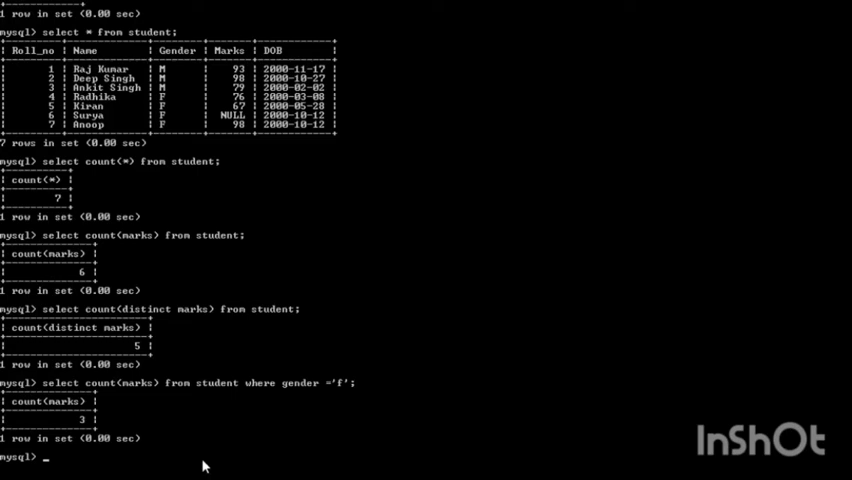 1 row in set (0.00 sec)
mysql> select * from student;
| Roll_no | Name | Gender | Marks | DOB |
| 1 | Raj Kumar | M | 93 | 2000-11-17 |
| 2 | Deep Singh | M | 98 | 2000-10-27 |
| 3 | Ankit Singh | M | 79 | 2000-02-02 |
| 4 | Radhika | F | 76 | 2000-03-08 |
| 5 | Kiran | F | 67 | 2000-05-28 |
| 6 | Surya | F | NULL | 2000-10-12 |
| 7 | Anoop | F | 98 | 2000-10-12 |
7 rows in set (0.00 sec)
mysql> select count(*) from student;
| count(*) |
| 7 |
1 row in set (0.00 sec)
mysql> select count(marks) from student;
| count(marks) |
| 6 |
1 row in set (0.00 sec)
mysql> select count(distinct marks) from student;
| count(distinct marks) |
| 5 |
1 row in set (0.00 sec)
mysql> select count(marks) from student where gender ='f';
| count(marks) |
| 3 |
1 row in set (0.00 sec)
mysql> _
InShOt